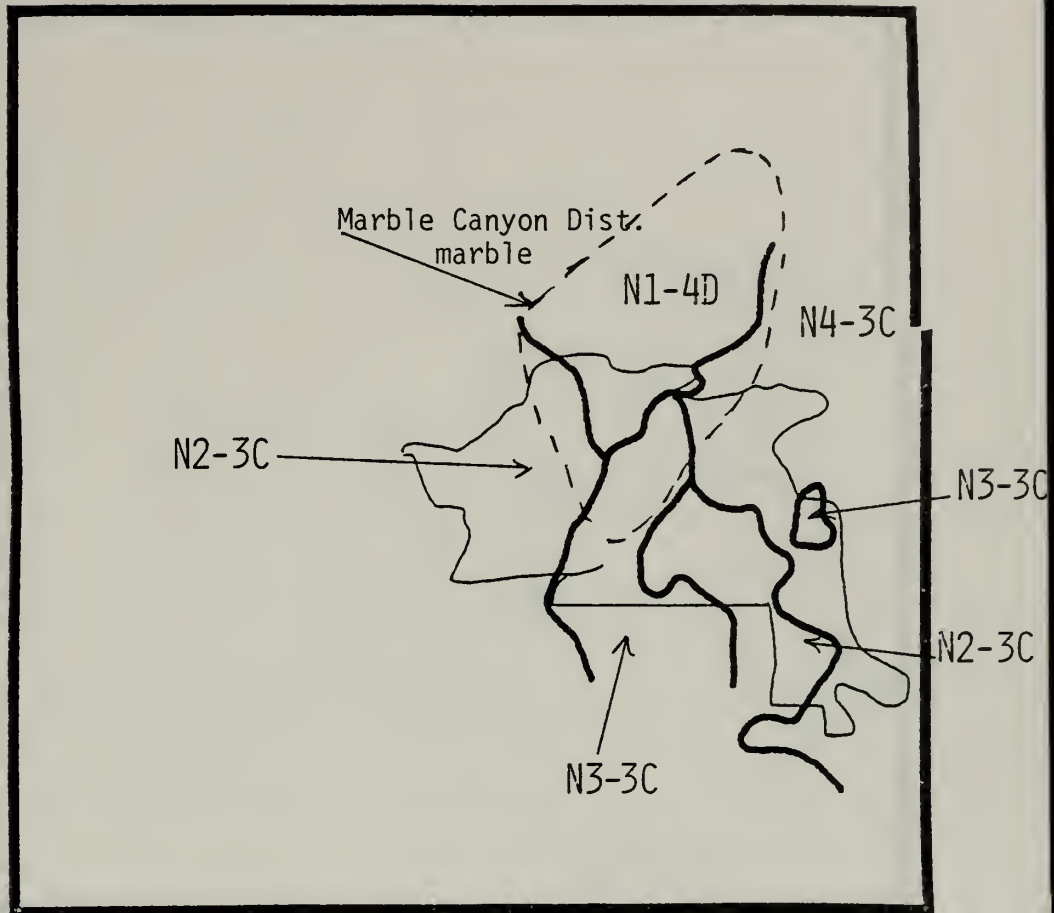 Marble Canyon Dist.
marble
N1-4D
N4-3C
N2-3C
N3-3C
N2-3C
N3-3C